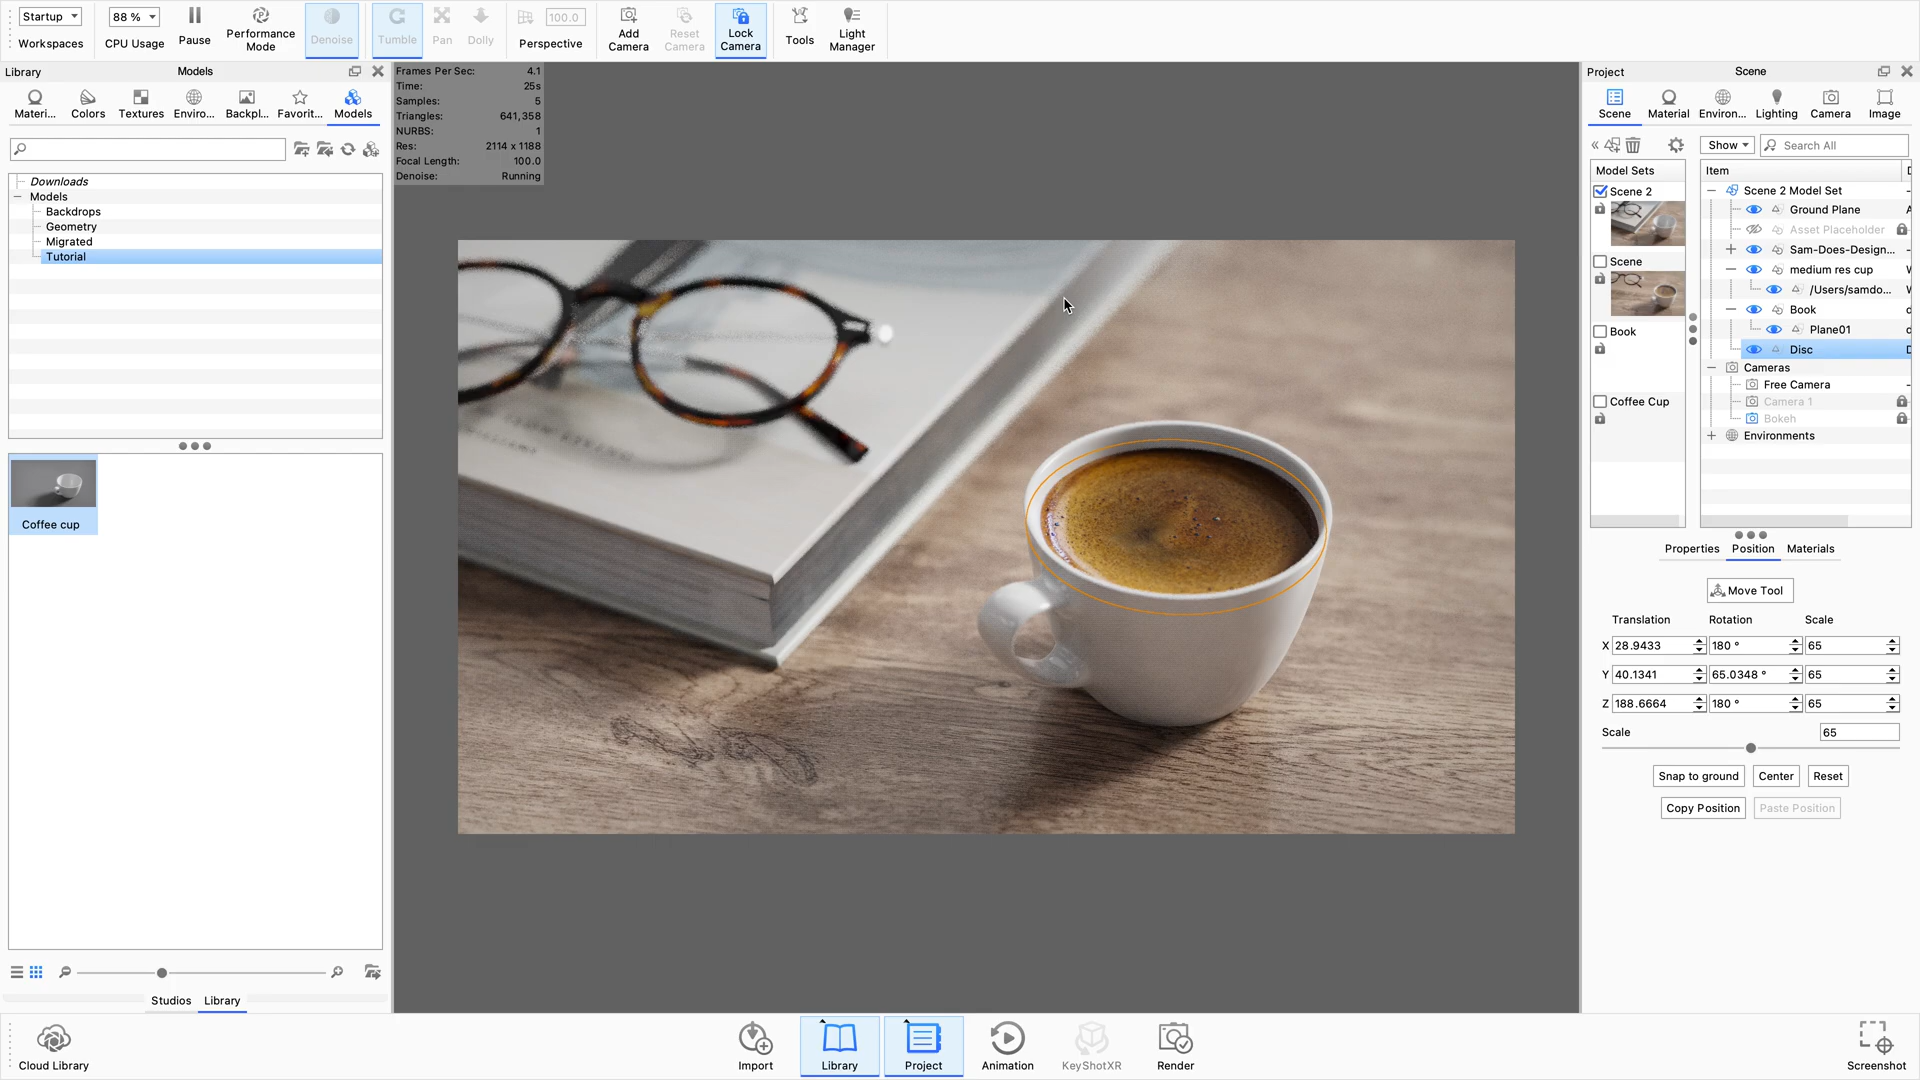 Startup
Workspaces
88 %
CPU Usage
Pause
Performance
Mode
Denoise
Tumble
Pan
Dolly
100.0
Perspective
Add
Camera
Reset
Camera
Lock
Camera
Tools
Light
Manager
Library
Models
Materi...
Colors
Textures
Enviro...
Backpl...
Favorit...
Models
Downloads
Models
Backdrops
Geometry
Migrated
Tutorial
Coffee cup
Studios
Library
Frames Per Sec: 4.1
Time: 25s
Samples: 5
Triangles: 641,358
NURBS: 1
Res: 2114 x 1188
Focal Length: 100.0
Denoise: Running
Project
Scene
Scene
Material
Environ...
Lighting
Camera
Image
Show
Search All
Model Sets
Scene 2
Scene
Book
Coffee Cup
Item
Scene 2 Model Set
Ground Plane
Asset Placeholder
Sam-Does-Design...
medium res cup
/Users/samdo...
Book
Plane01
Disc
Cameras
Free Camera
Camera 1
Bokeh
Environments
Properties
Position
Materials
Move Tool
Translation Rotation Scale
X 28.9433 180 ° 65
Y 40.1341 65.0348 ° 65
Z 188.6664 180 ° 65
Scale 65
Snap to ground
Center
Reset
Copy Position
Paste Position
Cloud Library
Import
Library
Project
Animation
KeyShotXR
Render
Screenshot